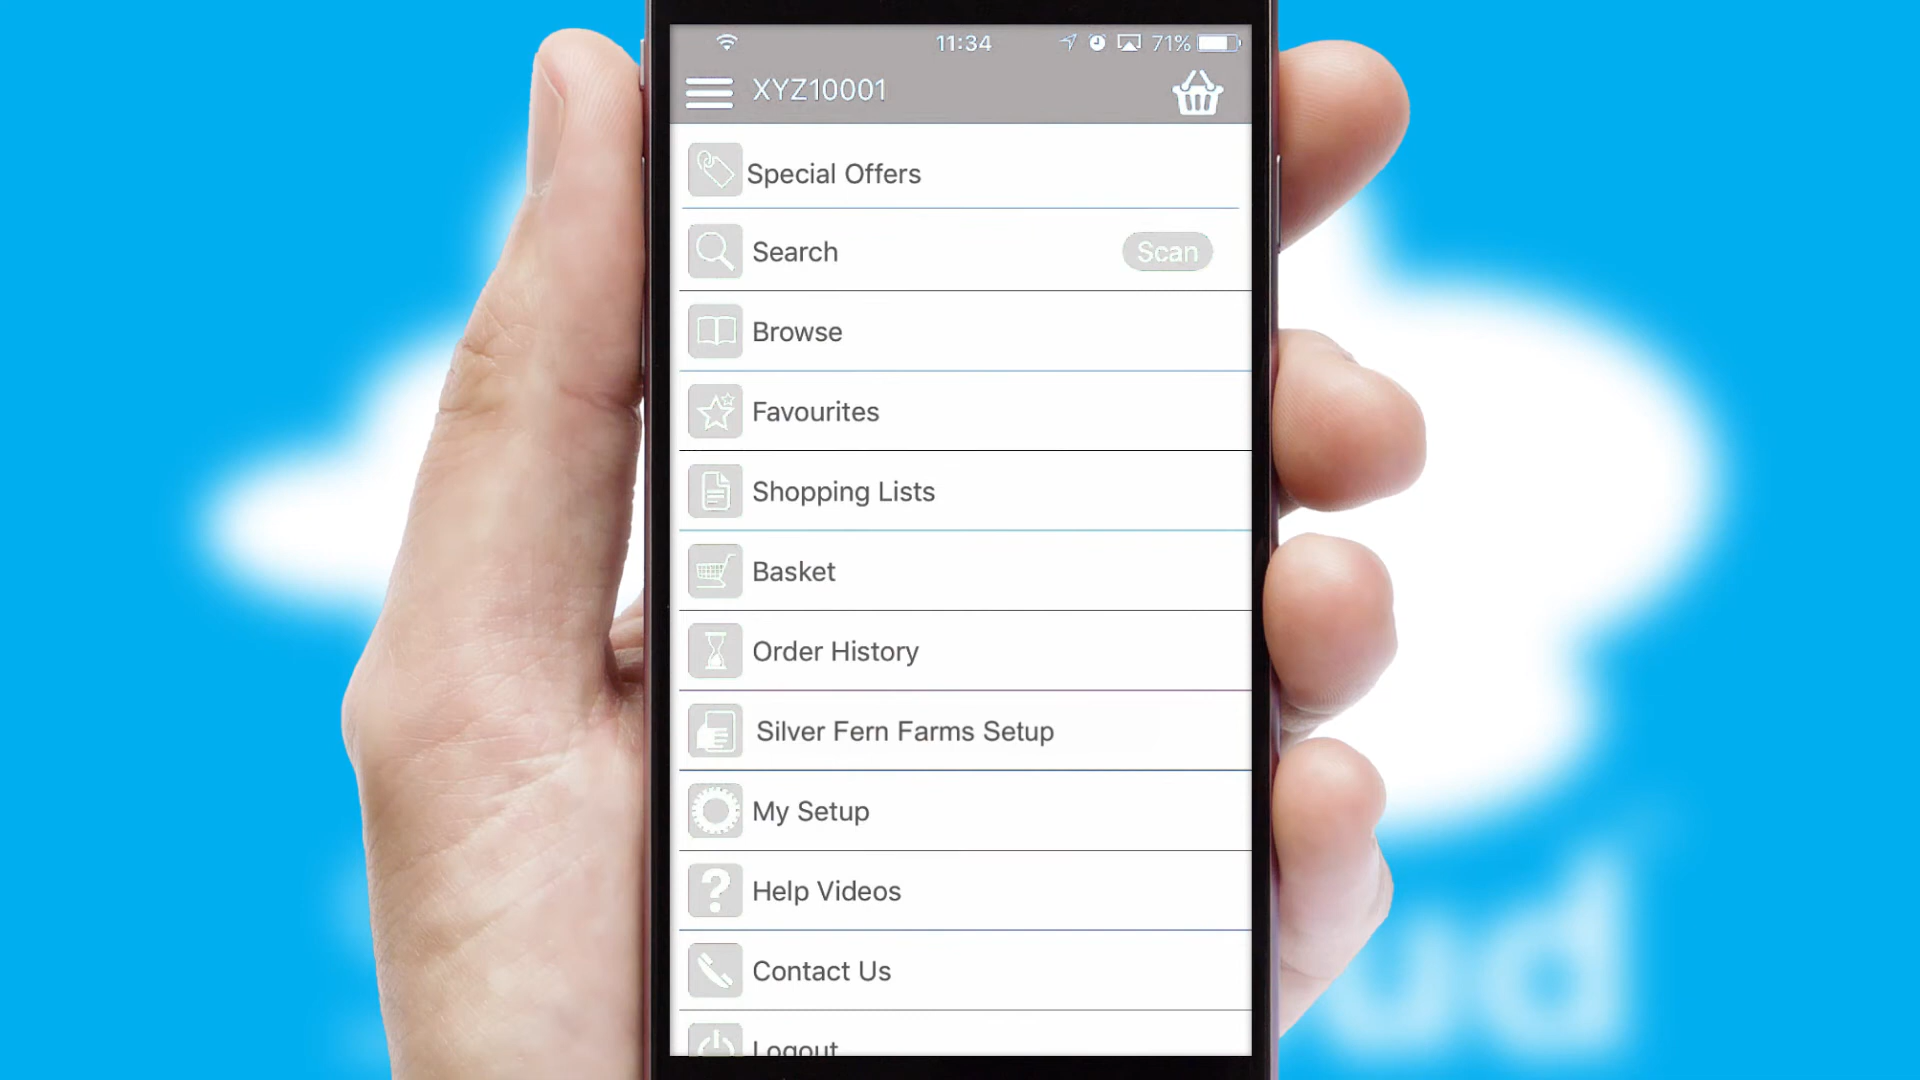 11:34
71%
XYZ10001
Special Offers
Search
Scan
Browse
Favourites
Shopping Lists
Basket
Order History
Silver Fern Farms Setup
My Setup
Help Videos
Contact Us
Logout
ud